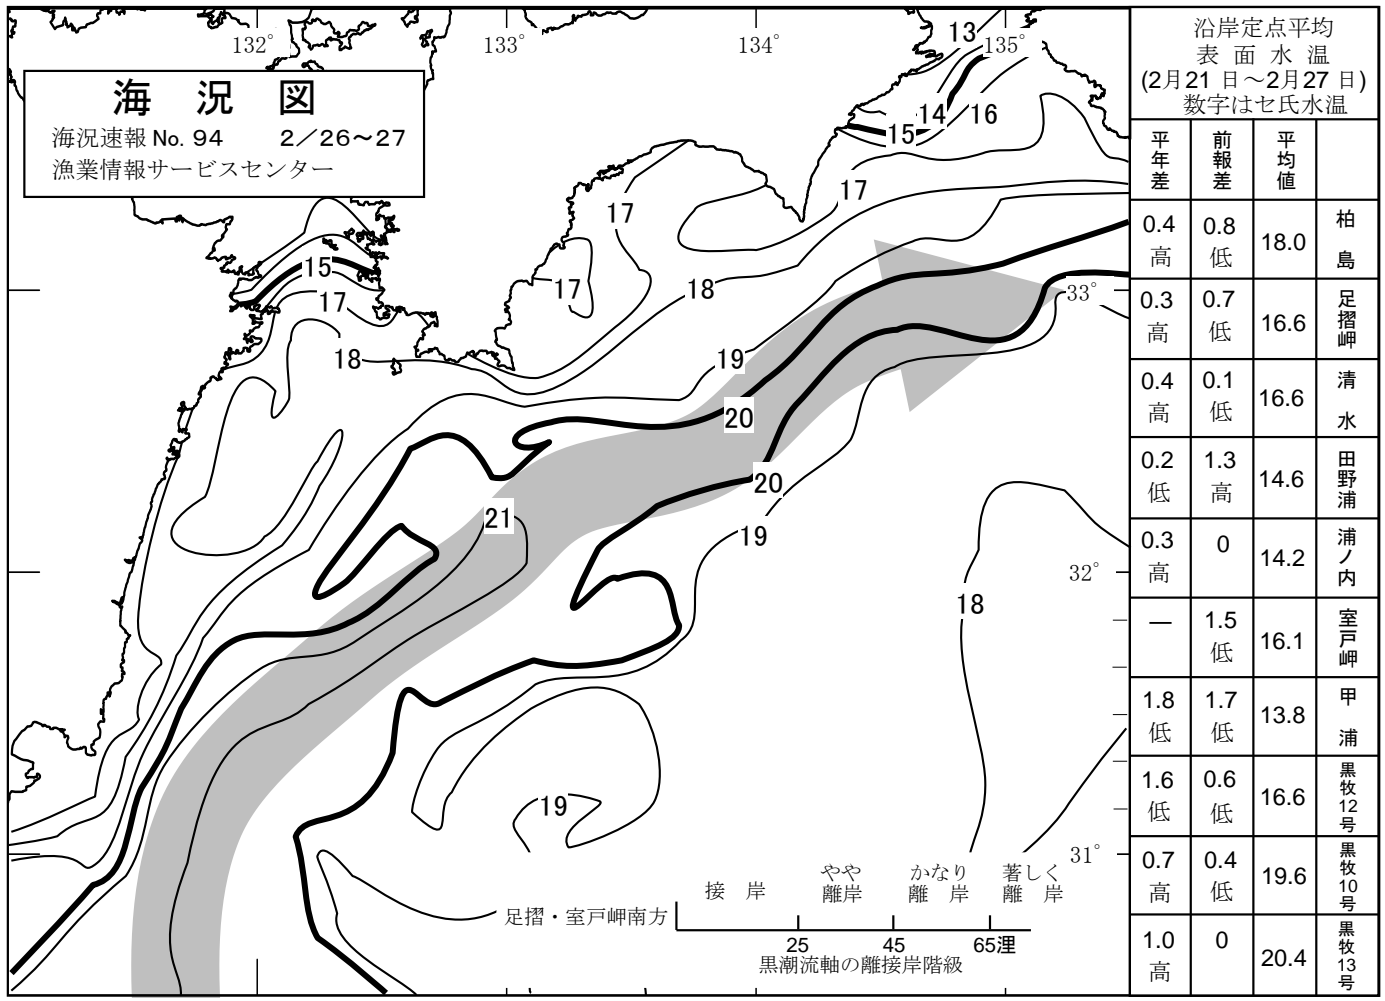 海況図
海況速報 No. 94 2／26～27
漁業情報サービスセンター
132° 133° 134° 135°
13
14 16
15
17
17
15
17
17
18
18
19
20
20
21
19
18
19
33°
32°
31°
接岸 やや離岸 かなり離岸 著しく離岸
足摺・室戸岬南方
25 45 65浬
黒潮流軸の離接岸階級
沿岸定点平均
表面水温
(2月21日～2月27日)
数字はセ氏水温
平年差 前報差 平均値
0.4高 0.8低 18.0 柏島
0.3高 0.7低 16.6 足摺岬
0.4高 0.1低 16.6 清水
0.2低 1.3高 14.6 田野浦
0.3高 0 14.2 浦ノ内
— 1.5低 16.1 室戸岬
1.8低 1.7低 13.8 甲浦
1.6低 0.6低 16.6 黒牧12号
0.7高 0.4低 19.6 黒牧10号
1.0高 0 20.4 黒牧13号